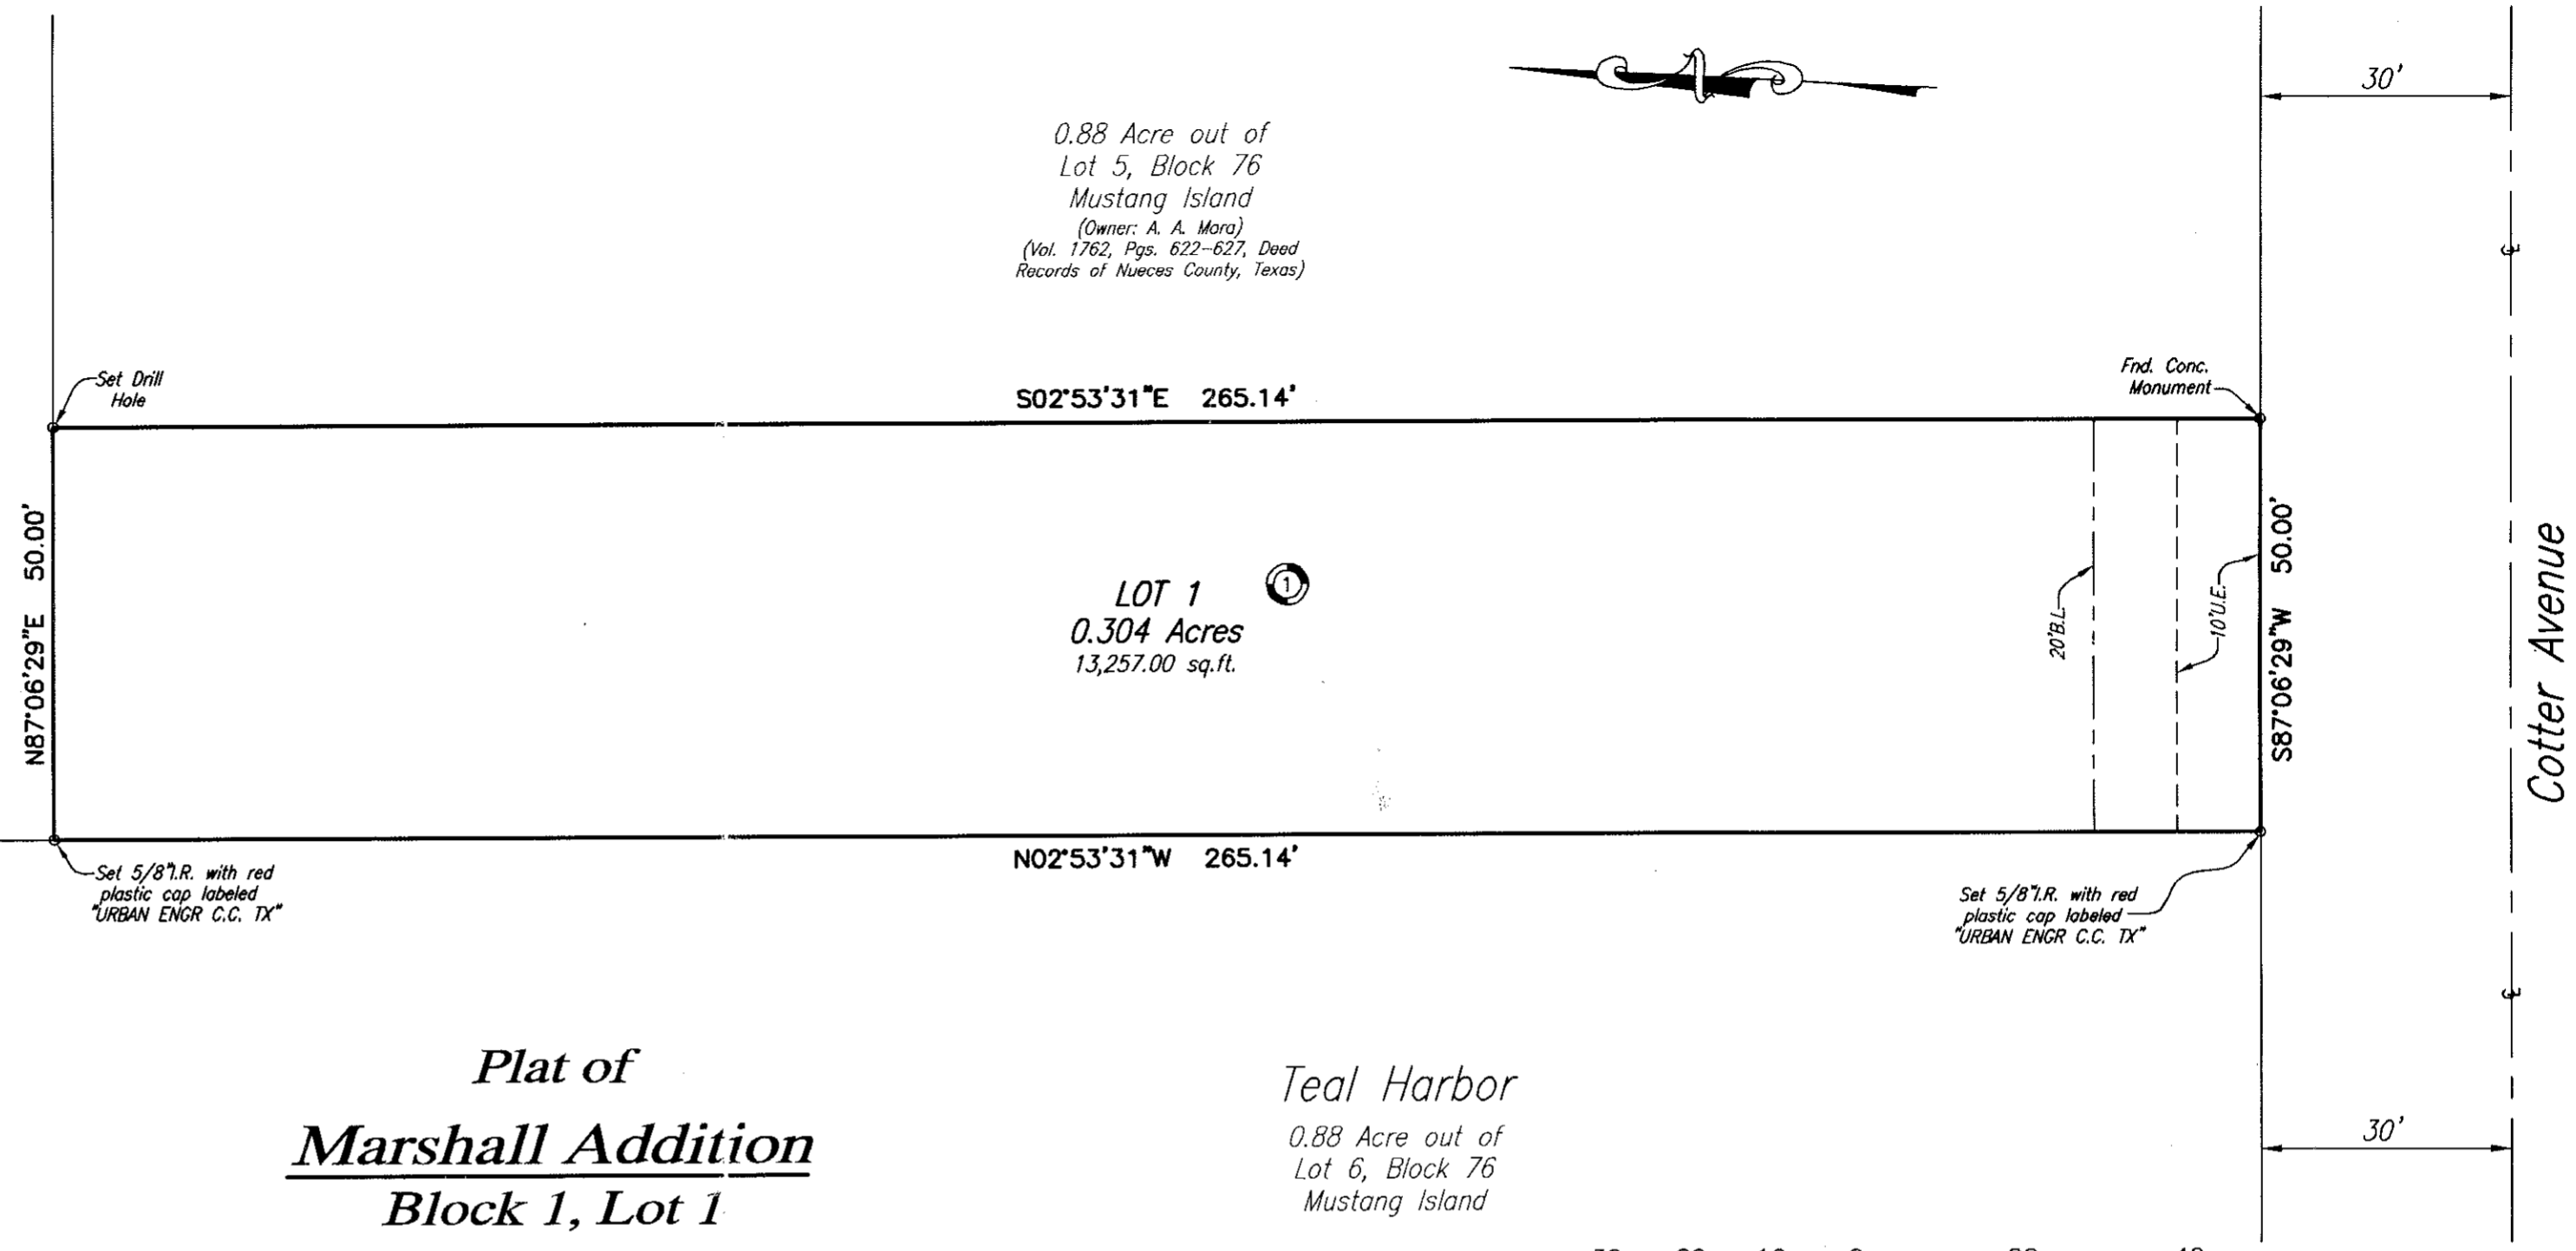 30'
0.88 Acre out of
Lot 5, Block 76
Mustang Island
(Owner: A. A. Mora)
(Vol. 1762, Pgs. 622-627, Deed
Records of Nueces County, Texas)
Set Drill
Hole
S02°53'31"E 265.14'
Fnd. Conc.
Monument
N87°06'29"E 50.00'
LOT 1
1
0.304 Acres
13,257.00 sq.ft.
20'B.L.
10'U.E.
S87°06'29"W 50.00'
Cotter Avenue
N02°53'31"W 265.14'
Set 5/8"I.R. with red
plastic cap labeled
"URBAN ENGR C.C. TX"
Set 5/8"I.R. with red
plastic cap labeled
"URBAN ENGR C.C. TX"
Plat of
Marshall Addition
Block 1, Lot 1
Teal Harbor
0.88 Acre out of
Lot 6, Block 76
Mustang Island
30'